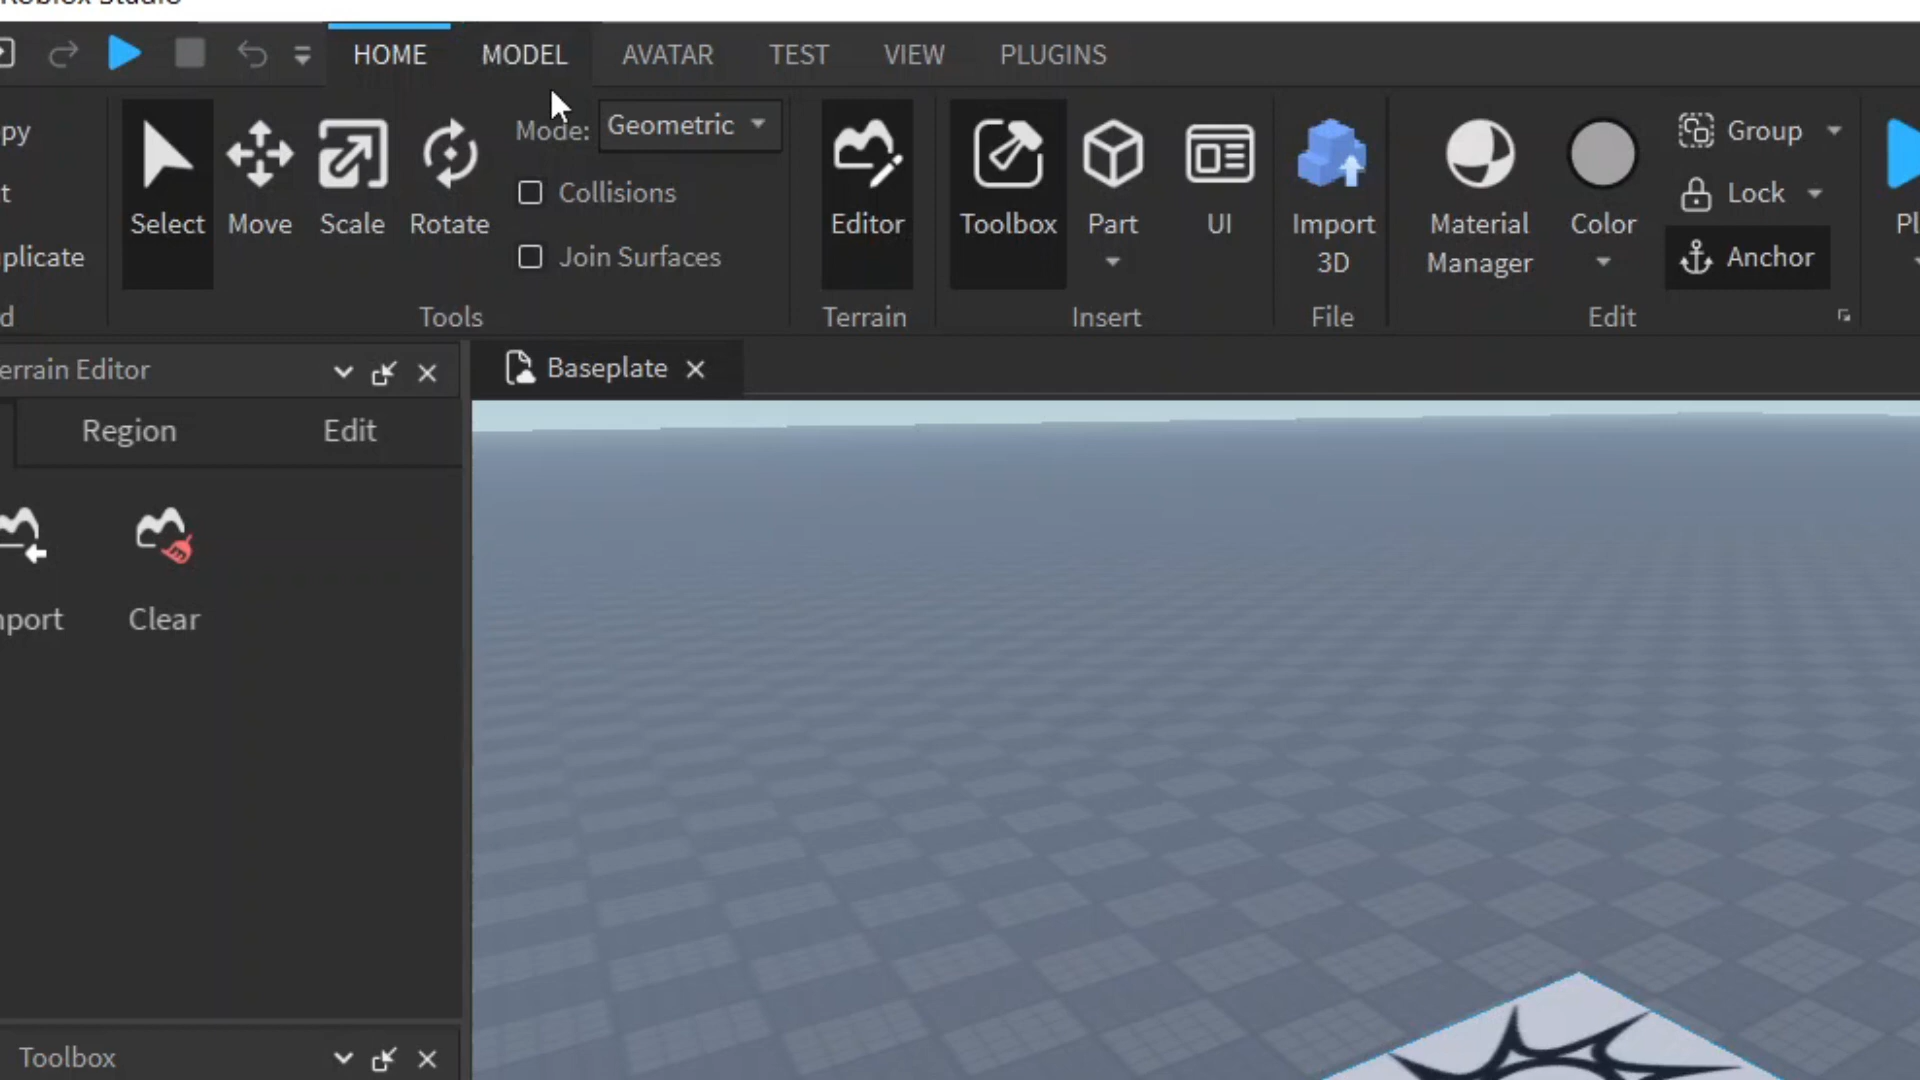 HOME MODEL AVATAR TEST VIEW PLUGINS
Mode: Geometric
Collisions
Join Surfaces
Select Move Scale Rotate
Tools
Editor
Terrain
Toolbox Part UI
Insert
Import
3D
File
Material
Manager
Color
Group
Lock
Anchor
Edit
Baseplate
Region Edit
Clear
Toolbox